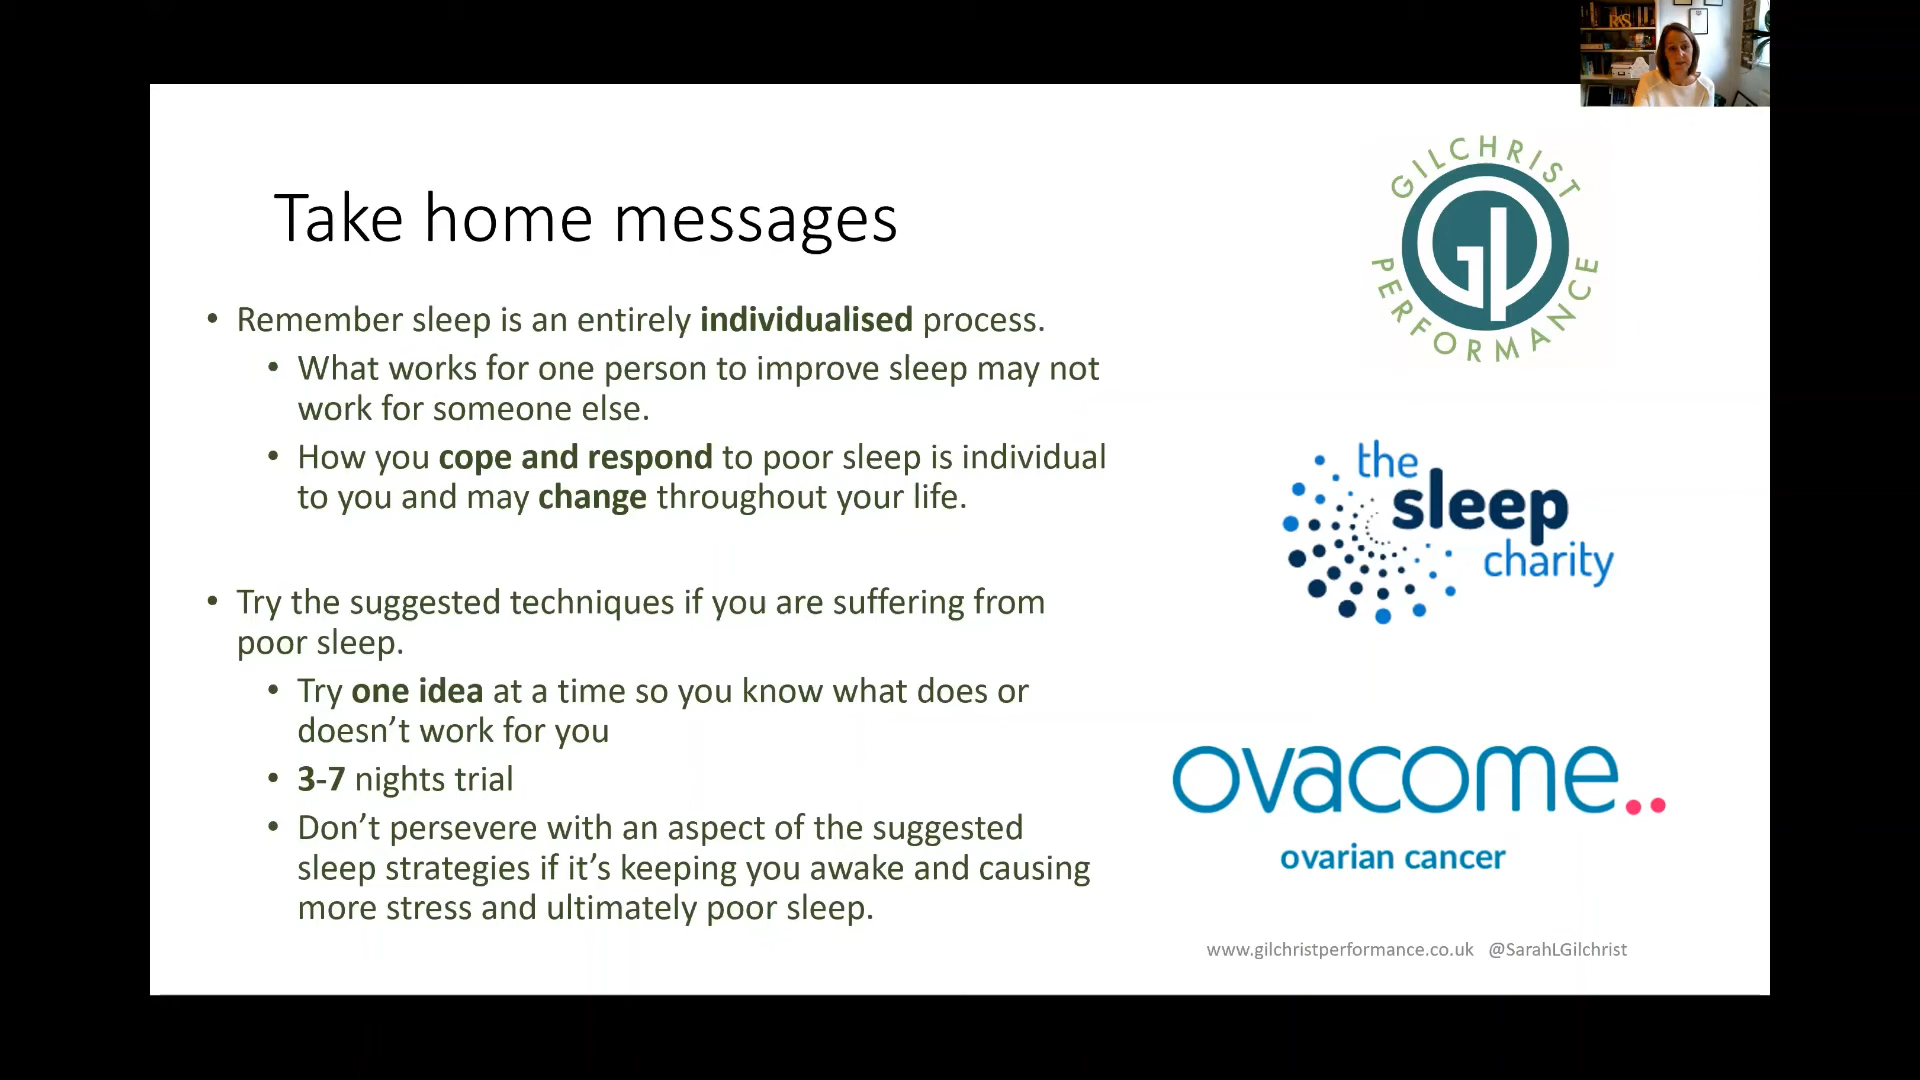 Take home messages
• Remember sleep is an entirely individualised process.
• What works for one person to improve sleep may not
work for someone else.
• How you cope and respond to poor sleep is individual
to you and may change throughout your life.
• Try the suggested techniques if you are suffering from
poor sleep.
• Try one idea at a time so you know what does or
doesn’t work for you
• 3-7 nights trial
• Don’t persevere with an aspect of the suggested
sleep strategies if it’s keeping you awake and causing
more stress and ultimately poor sleep.
GILCHRIST
GP
PERFORMANCE
the
sleep
charity
ovacome..
ovarian cancer
www.gilchristperformance.co.uk @SarahLGilchrist
R&S